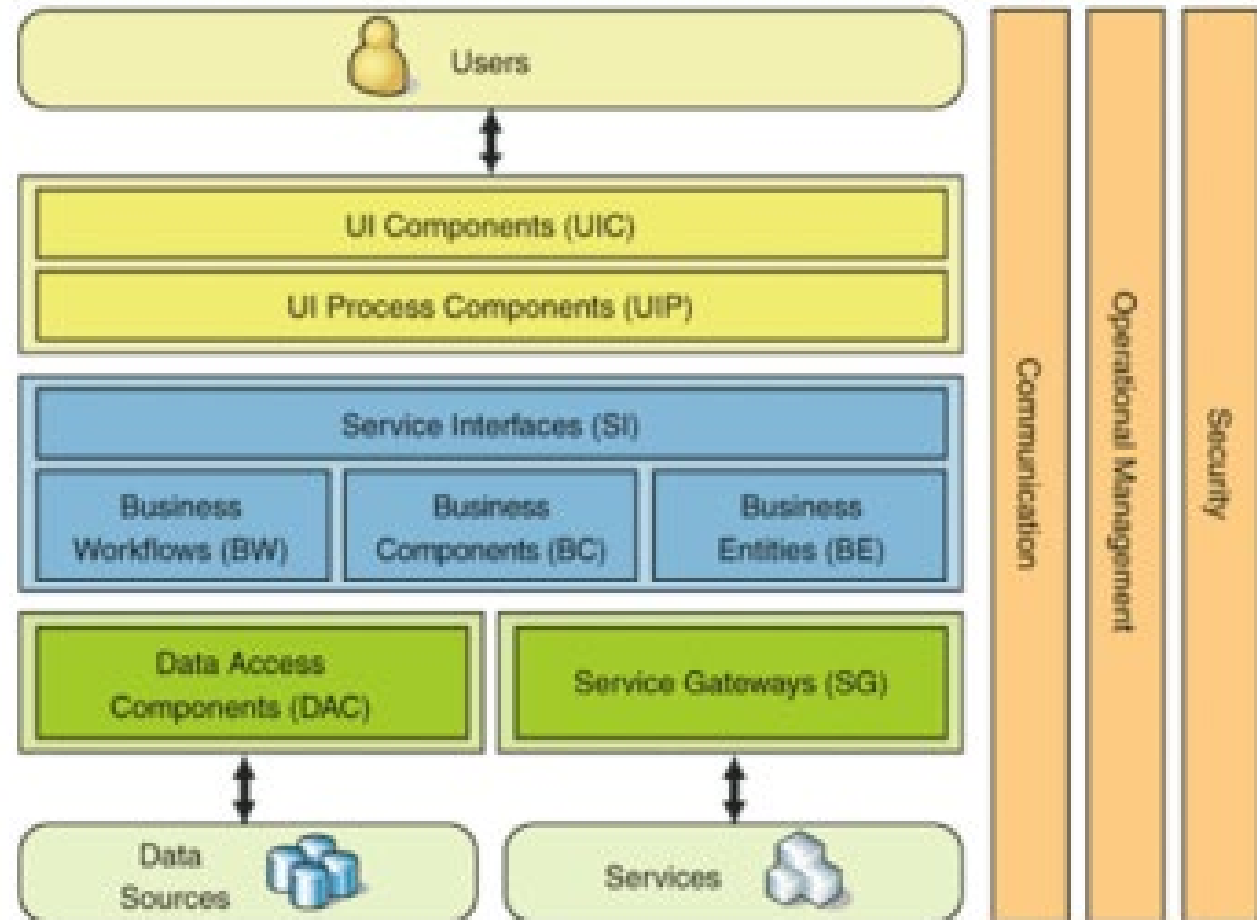 Users
UI Components (UIC)
UI Process Components (UIP)
Service Interfaces (SI)
Business
Workflows (BW)
Business
Components (BC)
Business
Entities (BE)
Data Access
Components (DAC)
Service Gateways (SG)
Data
Sources
Services
Communication
Operational Management
Security